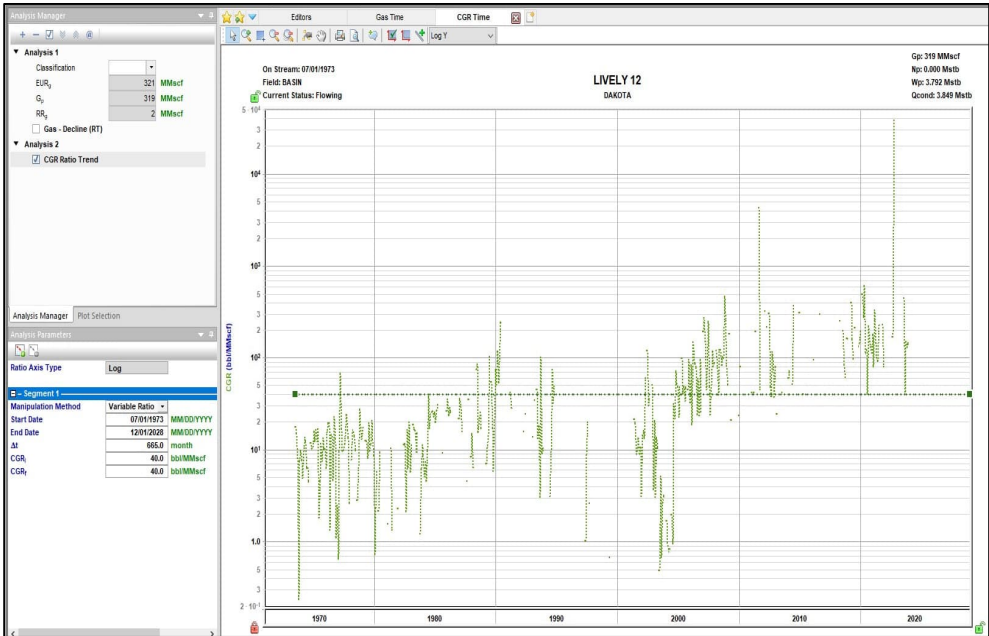 Analysis Manager
Editors
Gas Time
CGR Time
Log Y
Analysis 1
Classification
EURg 321 MMscf
Gp 319 MMscf
RRg 2 MMscf
Gas - Decline (RT)
Analysis 2
CGR Ratio Trend
Analysis Manager
Plot Selection
Analysis Parameters
Ratio Axis Type Log
Segment 1
Manipulation Method Variable Ratio
Start Date 07/01/1973 MM/DD/YYYY
End Date 12/01/2028 MM/DD/YYYY
Δt 665.0 month
CGRi 40.0 bbl/MMscf
CGRf 40.0 bbl/MMscf
On Stream: 07/01/1973
Field: BASIN
Current Status: Flowing
LIVELY 12
DAKOTA
Gp: 319 MMscf
Np: 0.000 Mstb
Wp: 3.792 Mstb
Qcond: 3.849 Mstb
CGR (bbl/MMscf)
5 · 10⁴
3
2
10⁴
5
3
2
10³
5
3
2
10²
5
3
2
10¹
5
3
2
1.0
5
3
2 · 10⁻¹
1970
1980
1990
2000
2010
2020